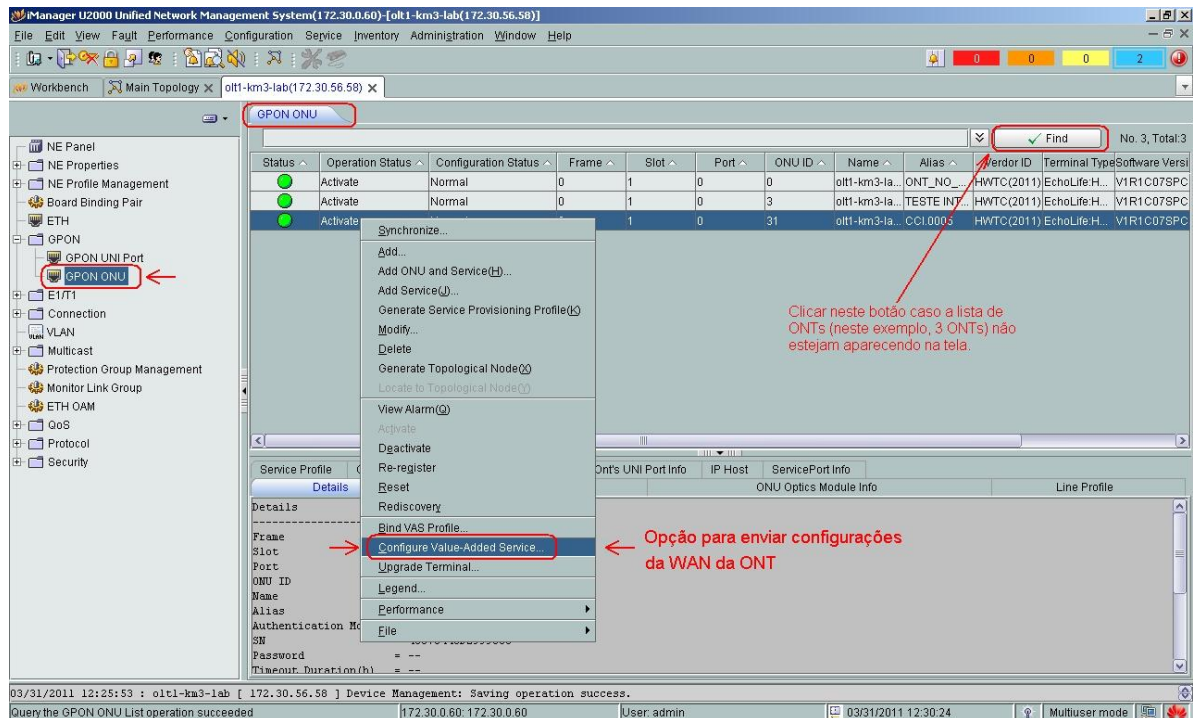 iManager U2000 Unified Network Management System(172.30.0.60)-[olt1-km3-lab(172.30.56.58)]
File Edit View Fault Performance Configuration Service Inventory Administration Window Help
0 0 0 2
Workbench Main Topology olt1-km3-lab(172.30.56.58)
NE Panel
NE Properties
NE Profile Management
Board Binding Pair
ETH
GPON
GPON UNI Port
GPON ONU
E1/T1
Connection
VLAN
Multicast
Protection Group Management
Monitor Link Group
ETH OAM
QoS
Protocol
Security
GPON ONU
Find No. 3, Total:3
Status Operation Status Configuration Status Frame Slot Port ONU ID Name Alias Verdor ID Terminal Type Software Versi
Activate Normal 0 1 0 0 olt1-km3-la... ONT_NO_... HWTC(2011) EchoLife:H... V1R1C07SPC
Activate Normal 0 1 0 3 olt1-km3-la... TESTE INT... HWTC(2011) EchoLife:H... V1R1C07SPC
Activate 1 0 31 olt1-km3-la... CCI.0005 HWTC(2011) EchoLife:H... V1R1C07SPC
Synchronize...
Add...
Add ONU and Service(H)...
Add Service(J)...
Generate Service Provisioning Profile(K)
Modify...
Delete
Generate Topological Node(X)
Locate to Topological Node(Y)
View Alarm(Q)
Activate
Deactivate
Re-register
Reset
Rediscovery
Bind VAS Profile...
Configure Value-Added Service...
Upgrade Terminal...
Legend...
Performance
File
Clicar neste botão caso a lista de
ONTs (neste exemplo, 3 ONTs) não
estejam aparecendo na tela.
Service Profile Ont's UNI Port Info IP Host ServicePort Info
Details ONU Optics Module Info Line Profile
Details
Frame
Slot
Port
ONU ID
Name
Alias
Authentication Mo
SN
Password = --
Timeout Duration(h) = --
Opção para enviar configurações
da WAN da ONT
03/31/2011 12:25:53 : olt1-km3-lab [ 172.30.56.58 ] Device Management: Saving operation success.
Query the GPON ONU List operation succeeded 172.30.0.60: 172.30.0.60 User: admin 03/31/2011 12:30:24 Multiuser mode